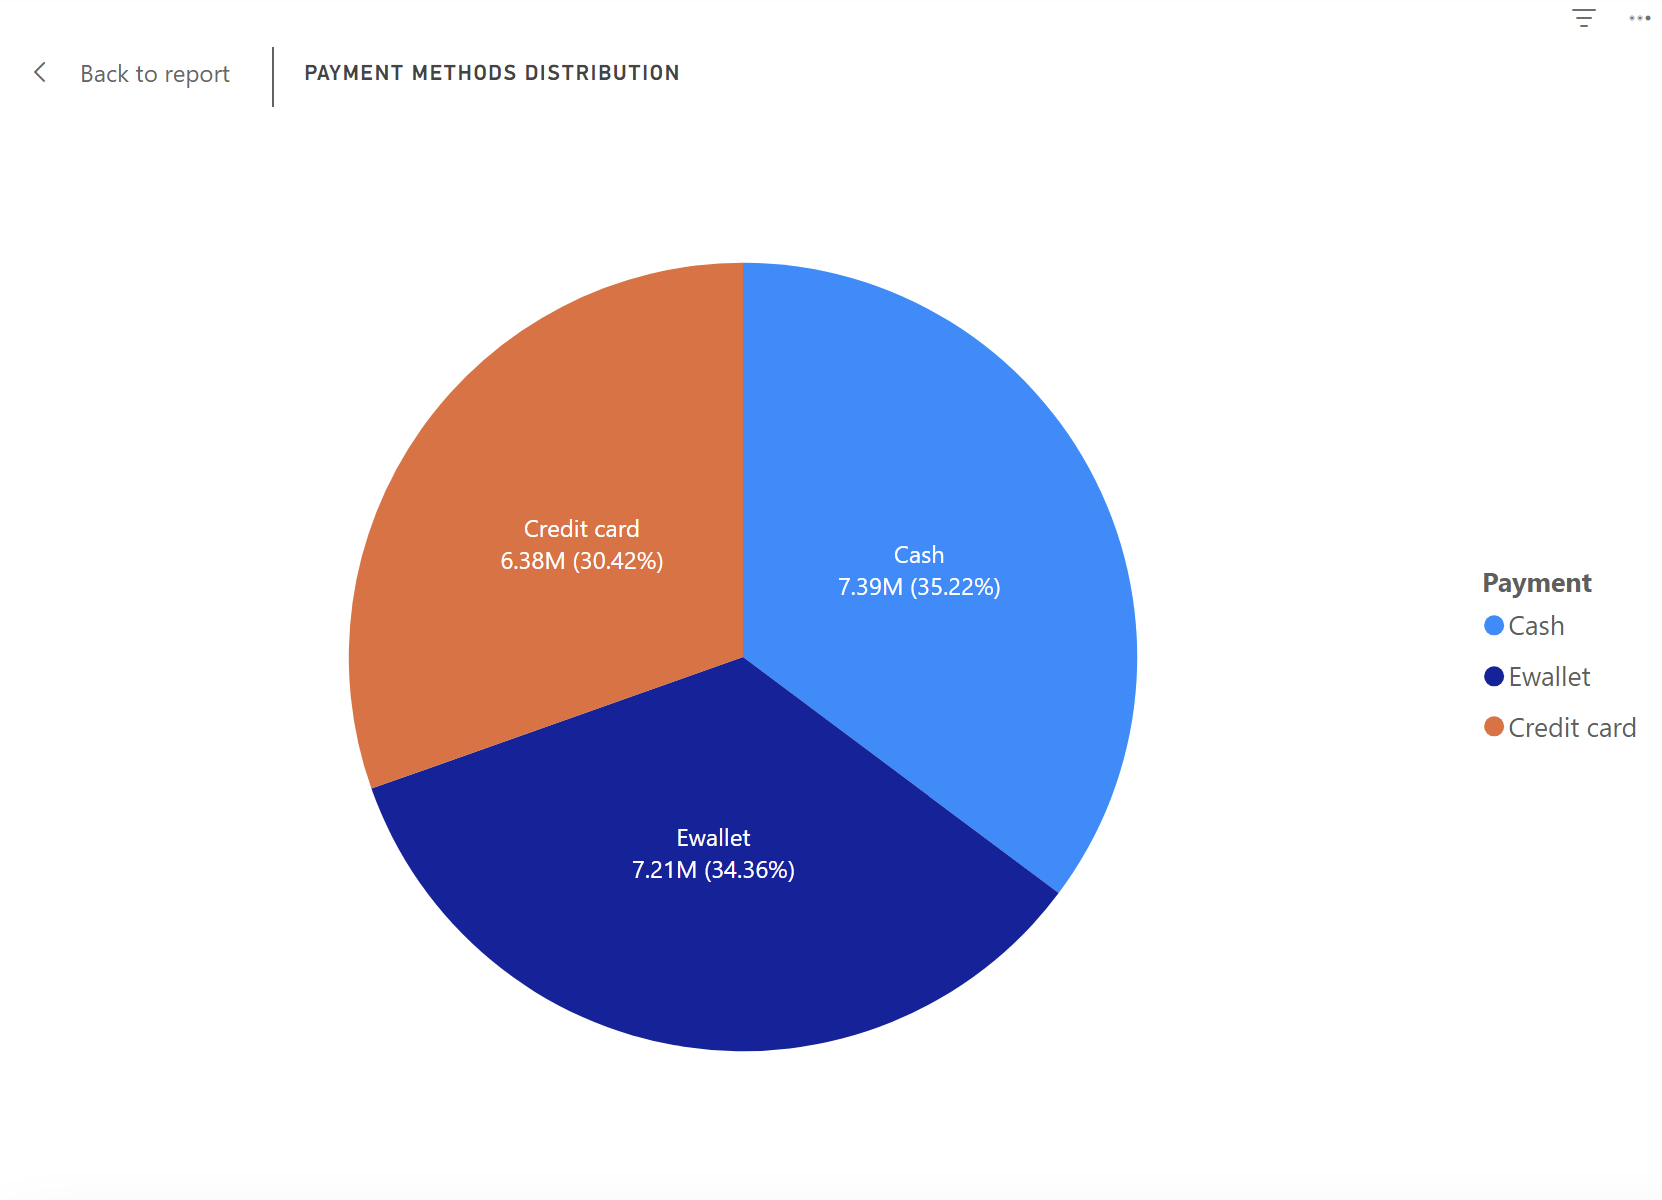 Back to report
PAYMENT METHODS DISTRIBUTION
Credit card
6.38M (30.42%)
Cash
7.39M (35.22%)
Ewallet
7.21M (34.36%)
Payment
Cash
Ewallet
Credit card